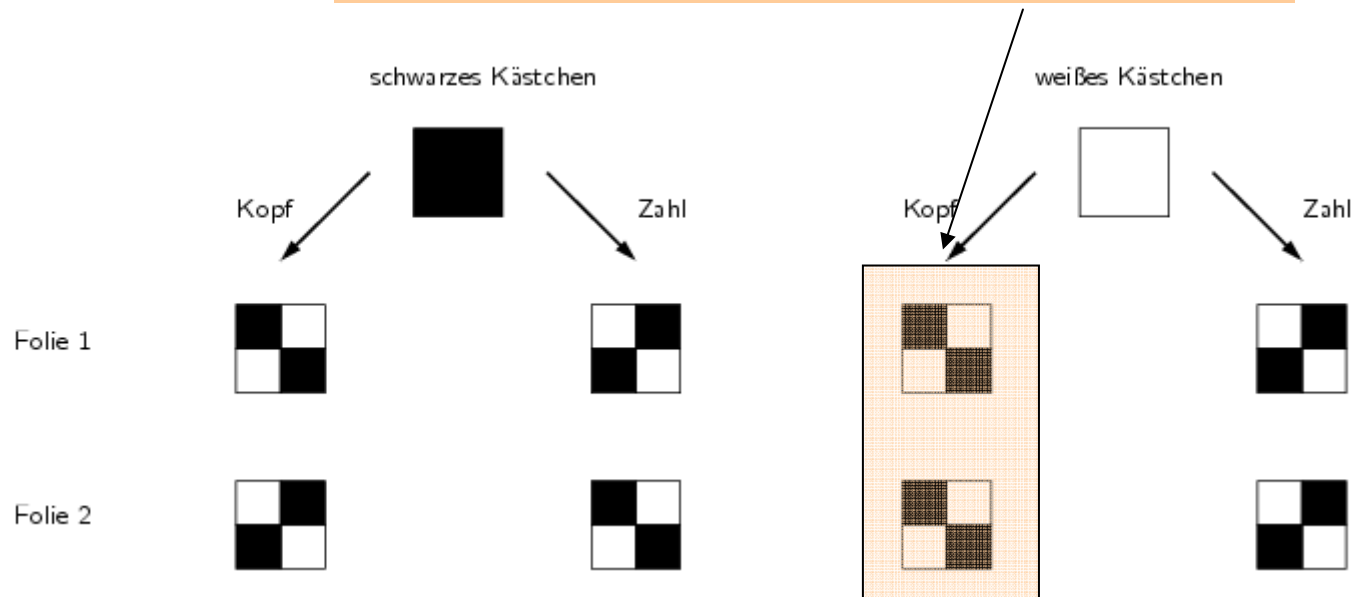 schwarzes Kästchen
weißes Kästchen
Kopf
Zahl
Kopf
Zahl
Folie 1
Folie 2